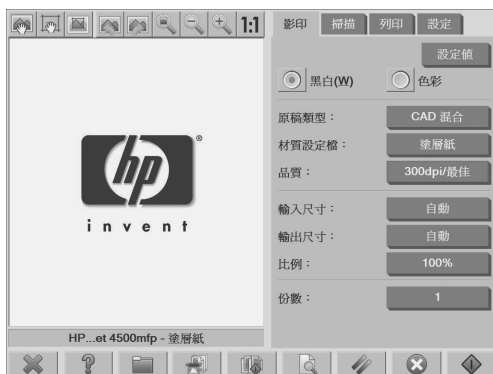 1:1
影印 掃描 列印 設定
設定值
黑白(W) 色彩
原稿類型： CAD 混合
材質設定檔： 塗層紙
品質： 300dpi/最佳
輸入尺寸： 自動
輸出尺寸： 自動
比例： 100%
份數： 1
hp®
invent
HP...et 4500mfp - 塗層紙